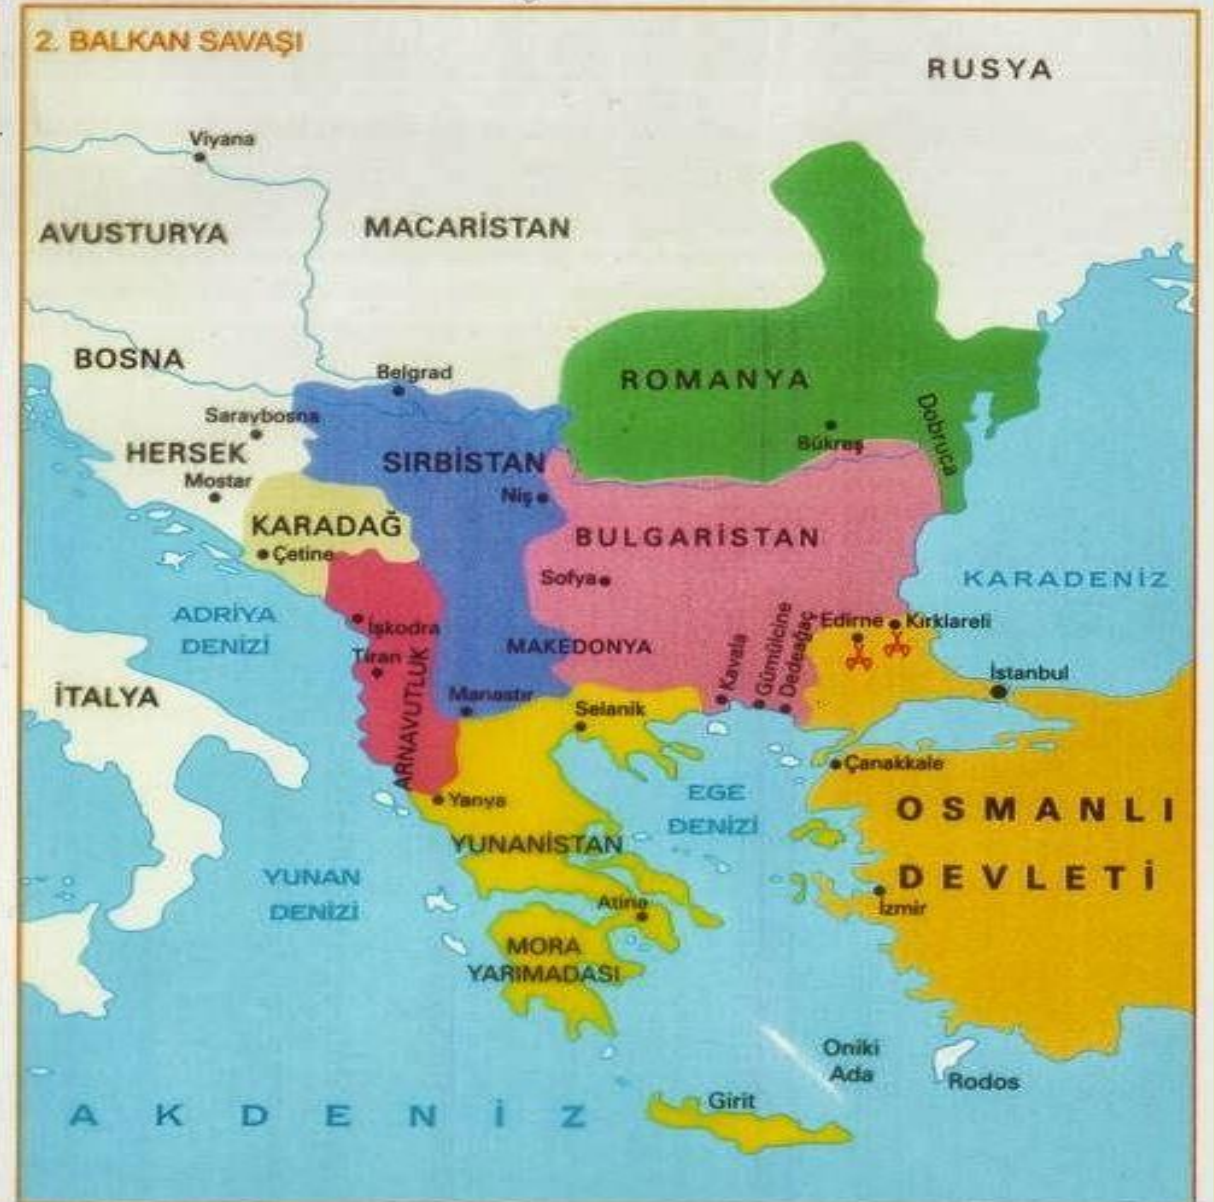 2. BALKAN SAVAŞI
RUSYA
Viyana
AVUSTURYA
MACARİSTAN
BOSNA
Belgrad
ROMANYA
Saraybosna
Dobruca
HERSEK
Bükreş
SIRBİSTAN
Mostar
Niş
KARADAĞ
BULGARİSTAN
Çetine
Sofya
KARADENİZ
ADRİYA
DENİZİ
İşkodra
Edirne
Kırklareli
MAKEDONYA
Tiran
Kavala
Gümülcine
Dedeağaç
İstanbul
İTALYA
ARNAVUTLUK
Manastır
Selanik
Çanakkale
EGE
DENİZİ
Yanya
OSMANLI
DEVLETİ
YUNANİSTAN
YUNAN
DENİZİ
Atina
İzmir
MORA
YARIMADASI
Oniki
Ada
Rodos
Girit
AKDENİZ